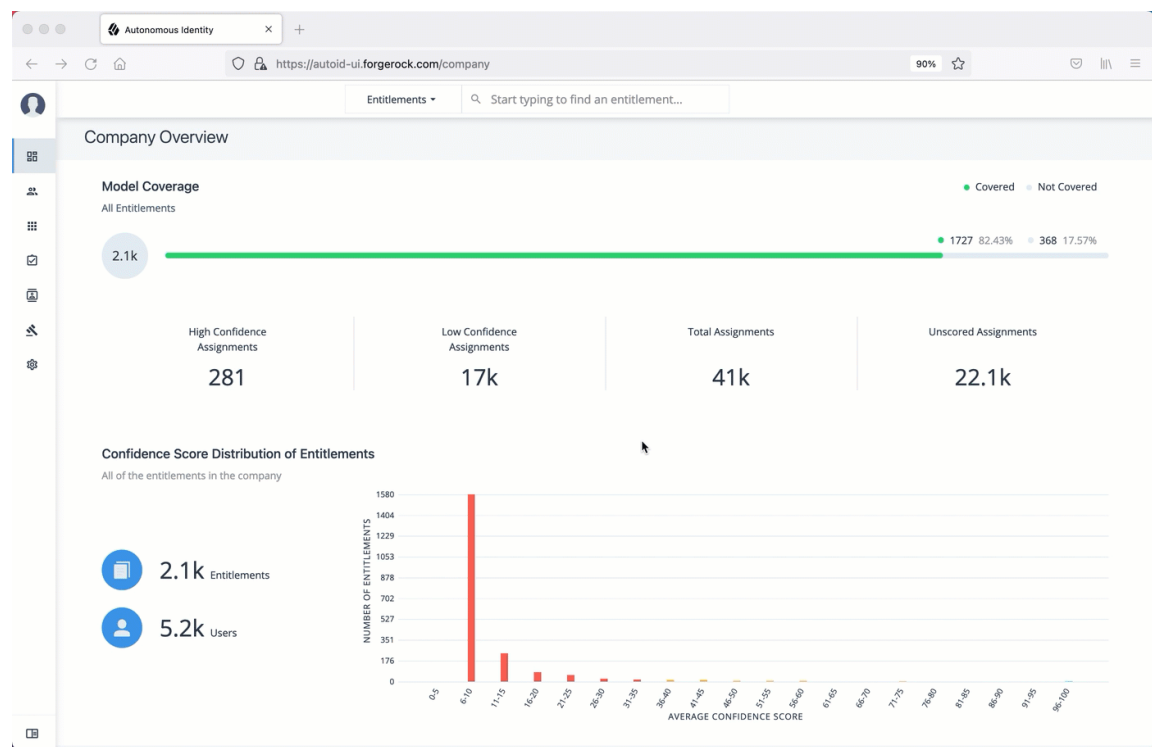 Autonomous Identity
https://autoid-ui.forgerock.com/company
90%
Entitlements
Start typing to find an entitlement...
Company Overview
Model Coverage
Covered
Not Covered
All Entitlements
1727 82.43%
368 17.57%
2.1k
High Confidence
Assignments
281
Low Confidence
Assignments
17k
Total Assignments
41k
Unscored Assignments
22.1k
Confidence Score Distribution of Entitlements
All of the entitlements in the company
2.1k Entitlements
5.2k Users
NUMBER OF ENTITLEMENTS
1580
1404
1229
1053
878
702
527
351
176
0
0-5
6-10
11-15
16-20
21-25
26-30
31-35
36-40
41-45
46-50
51-55
56-60
61-65
66-70
71-75
76-80
81-85
86-90
91-95
96-100
AVERAGE CONFIDENCE SCORE